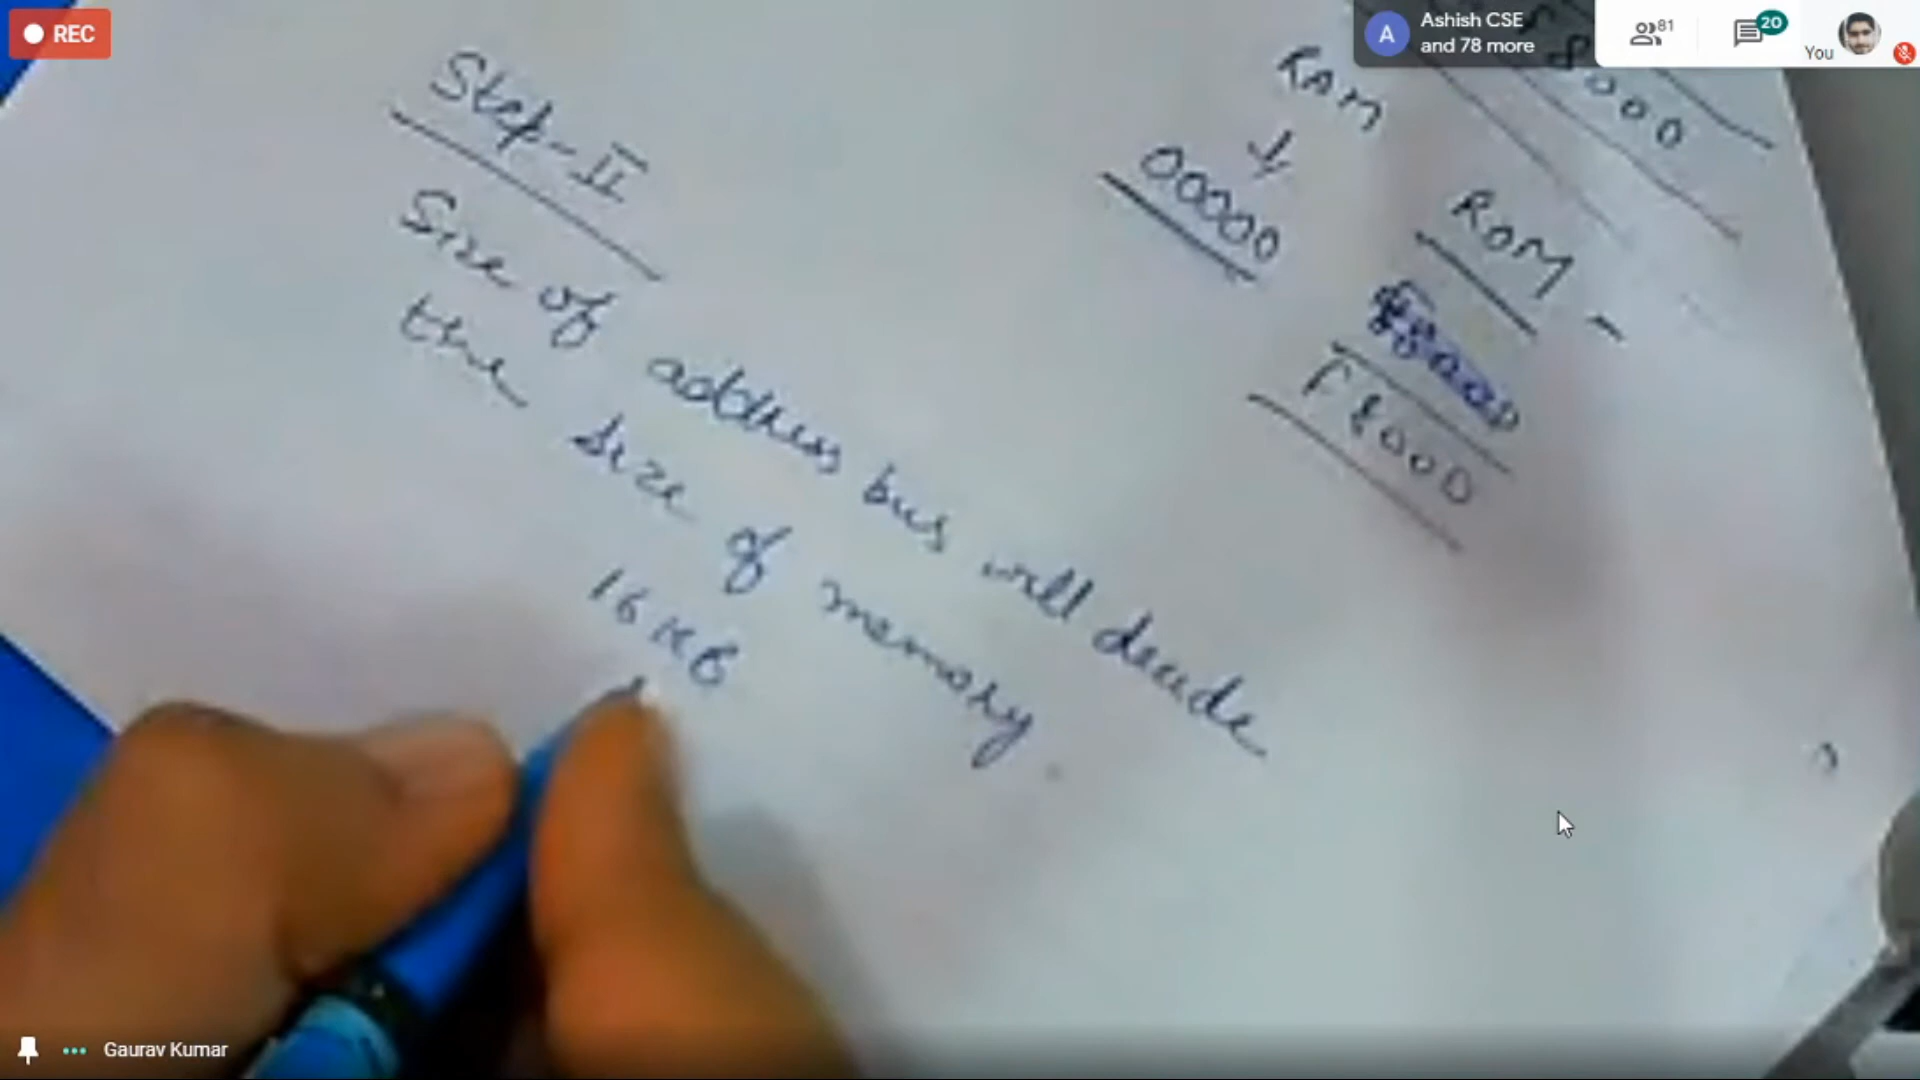 REC
Ashish CSE
and 78 more
81
20
You
8000
RAM
00000
ROM -
F8000
Step-II
Size of address bus will decide
the size of memory.
16 KB
Gaurav Kumar